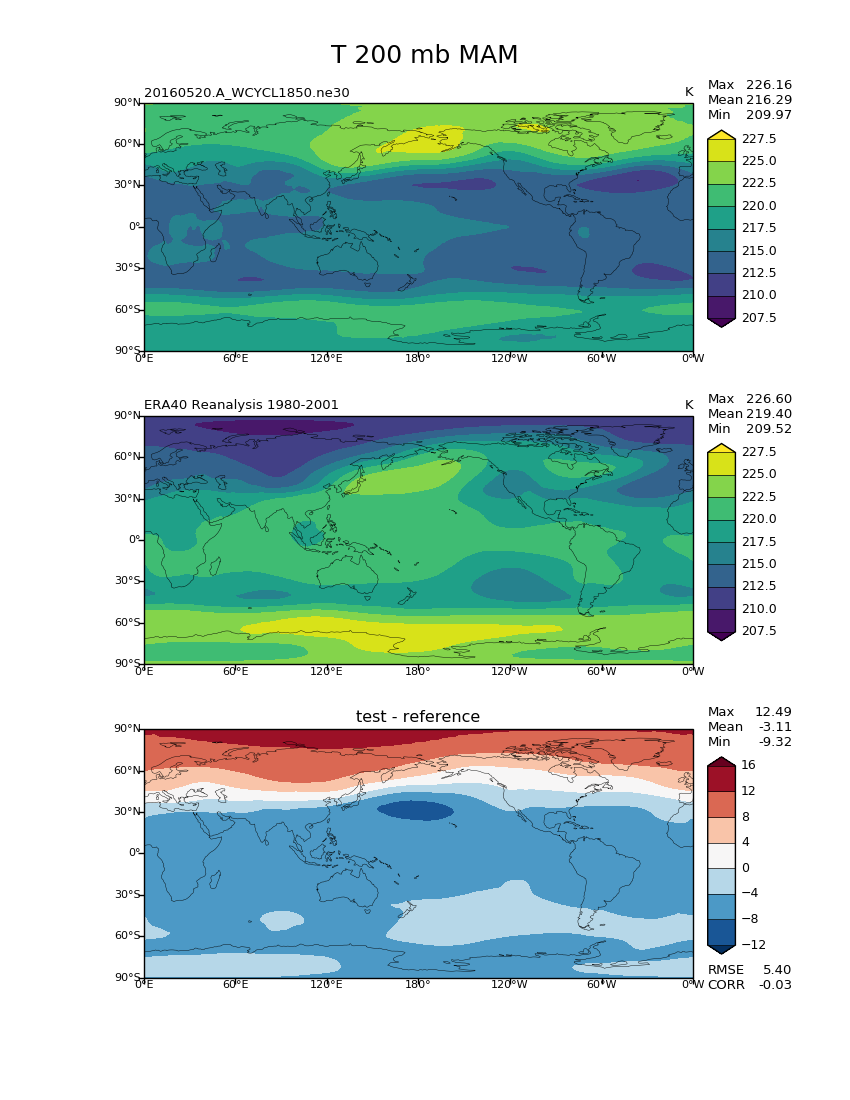 T 200 mb MAM
20160520.A_WCYCL1850.ne30
K
Max 226.16
Mean 216.29
Min 209.97
90°N
60°N
30°N
0°
30°S
60°S
90°S
0°E
60°E
120°E
180°
120°W
60°W
0°W
227.5
225.0
222.5
220.0
217.5
215.0
212.5
210.0
207.5
ERA40 Reanalysis 1980-2001
K
Max 226.60
Mean 219.40
Min 209.52
90°N
60°N
30°N
0°
30°S
60°S
90°S
0°E
60°E
120°E
180°
120°W
60°W
0°W
227.5
225.0
222.5
220.0
217.5
215.0
212.5
210.0
207.5
test - reference
Max 12.49
Mean -3.11
Min -9.32
90°N
60°N
30°N
0°
30°S
60°S
90°S
0°E
60°E
120°E
180°
120°W
60°W
0°W
16
12
8
4
0
−4
−8
−12
RMSE 5.40
CORR -0.03